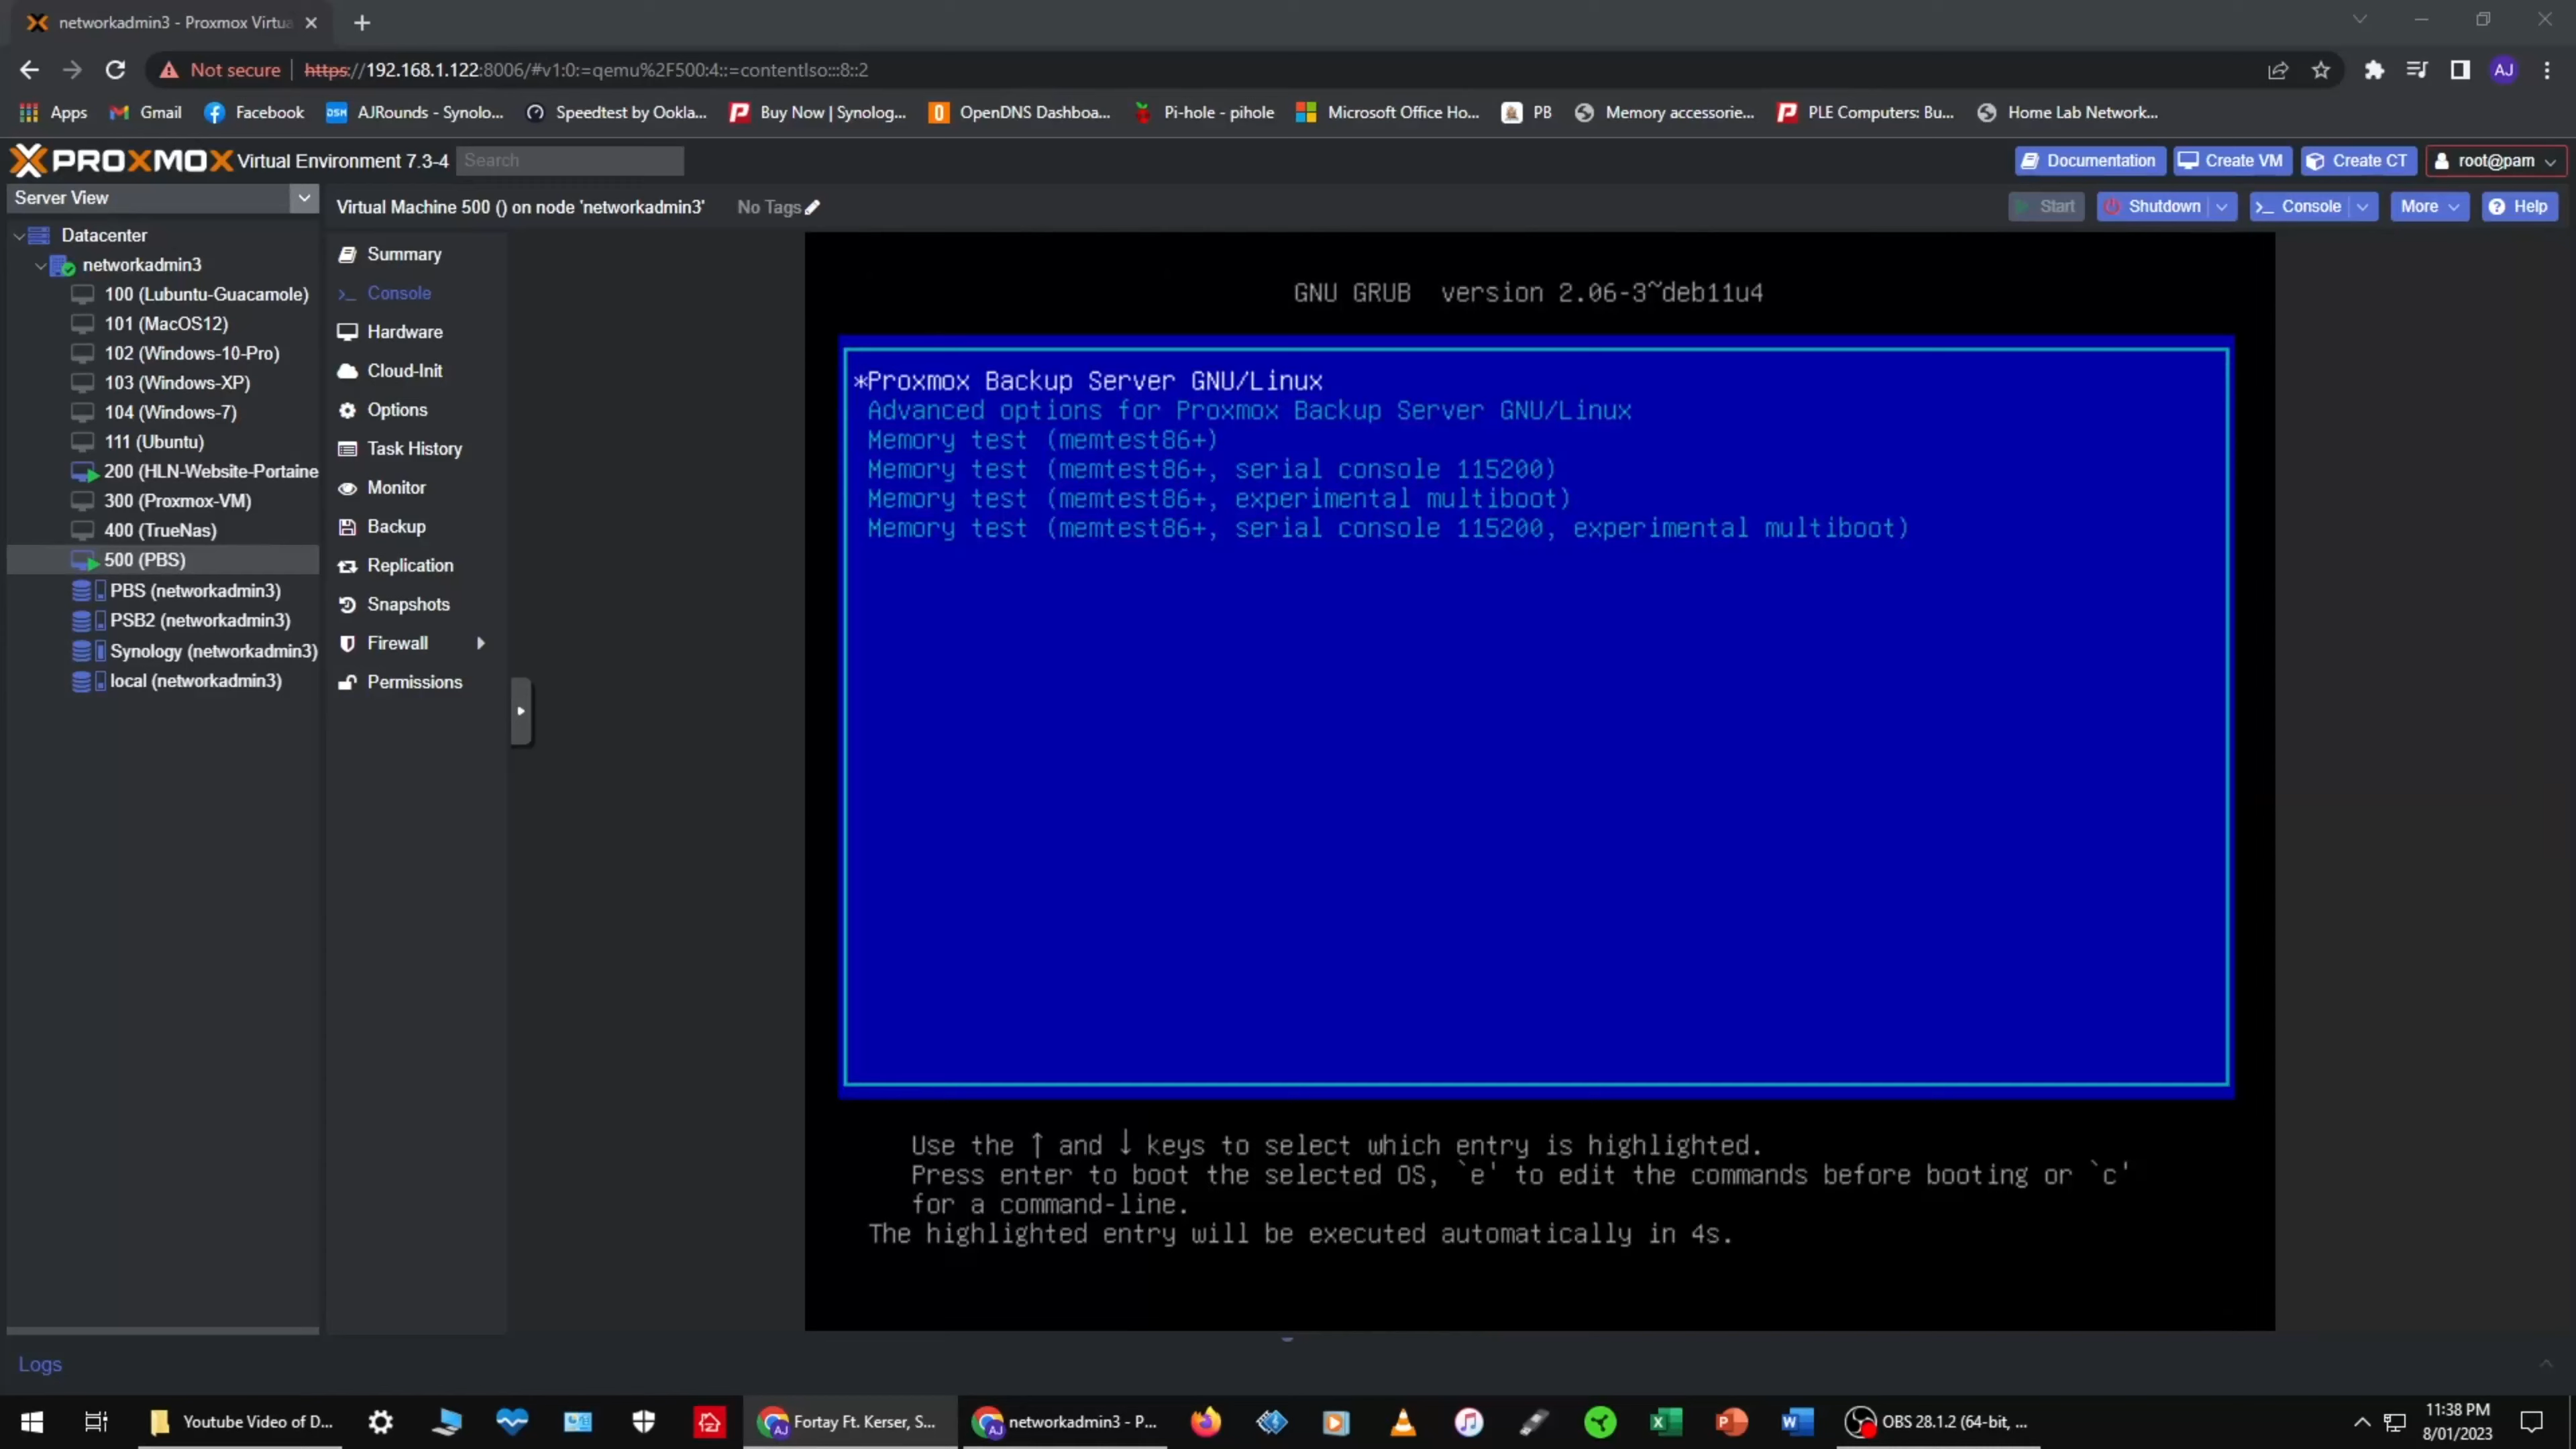 networkadmin3 - Proxmox Virtua
Not secure https://192.168.1.122:8006/#v1:0:=qemu%2F500:4::=contentIso:::8::2
AJ
Apps Gmail Facebook AJRounds - Synolo... Speedtest by Ookla... Buy Now | Synolog... OpenDNS Dashboa... Pi-hole - pihole Microsoft Office Ho... PB Memory accessorie... PLE Computers: Bu... Home Lab Network...
PROXMOX Virtual Environment 7.3-4 Search Documentation Create VM Create CT root@pam
Server View
Virtual Machine 500 () on node 'networkadmin3' No Tags Start Shutdown Console More Help
Datacenter
networkadmin3
100 (Lubuntu-Guacamole)
101 (MacOS12)
102 (Windows-10-Pro)
103 (Windows-XP)
104 (Windows-7)
111 (Ubuntu)
200 (HLN-Website-Portaine
300 (Proxmox-VM)
400 (TrueNas)
500 (PBS)
PBS (networkadmin3)
PSB2 (networkadmin3)
Synology (networkadmin3)
local (networkadmin3)
Summary
Console
Hardware
Cloud-Init
Options
Task History
Monitor
Backup
Replication
Snapshots
Firewall
Permissions
GNU GRUB version 2.06-3~deb11u4
*Proxmox Backup Server GNU/Linux
Advanced options for Proxmox Backup Server GNU/Linux
Memory test (memtest86+)
Memory test (memtest86+, serial console 115200)
Memory test (memtest86+, experimental multiboot)
Memory test (memtest86+, serial console 115200, experimental multiboot)
Use the ↑ and ↓ keys to select which entry is highlighted.
Press enter to boot the selected OS, `e' to edit the commands before booting or `c'
for a command-line.
The highlighted entry will be executed automatically in 4s.
Logs
Youtube Video of D... Fortay Ft. Kerser, S... networkadmin3 - P... OBS 28.1.2 (64-bit, ...
11:38 PM
8/01/2023